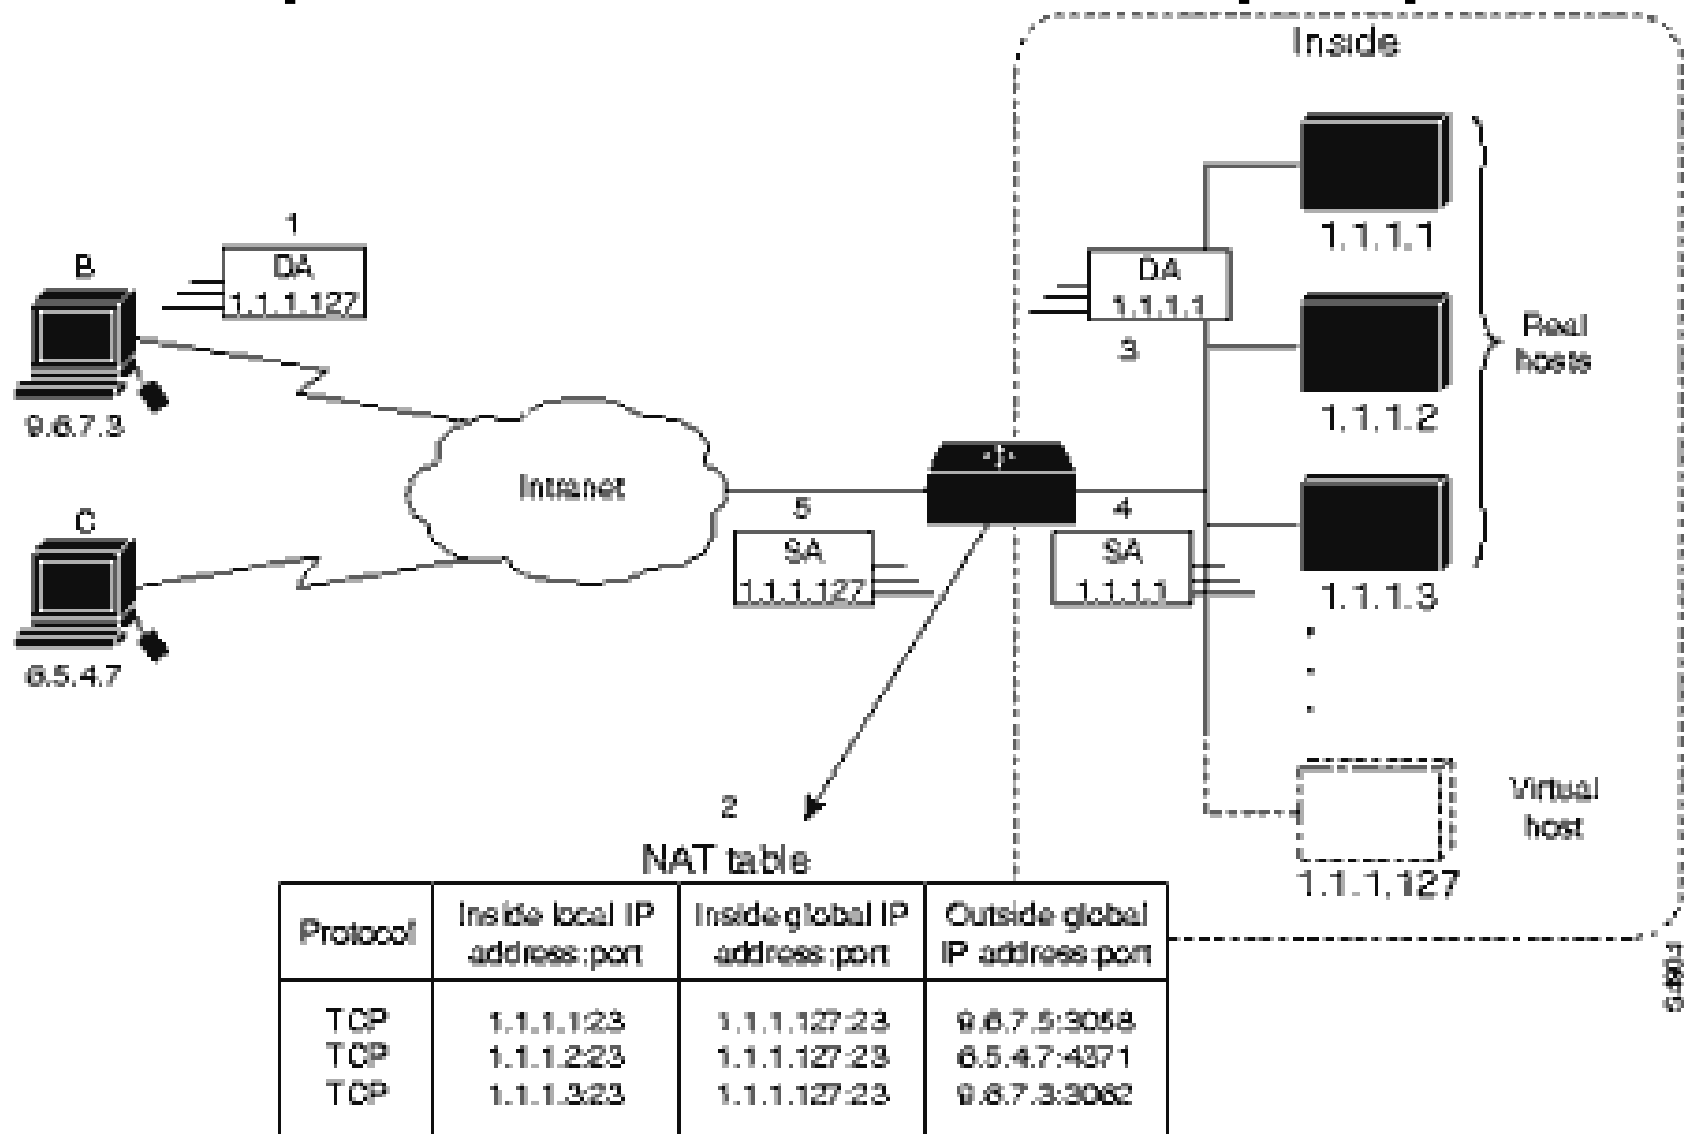 Inside
1
B
DA
1.1.1.127
9.6.7.3
C
6.5.4.7
Intranet
5
SA
1.1.1.127
4
SA
1.1.1.1
DA
1.1.1.1
3
1.1.1.1
1.1.1.2
1.1.1.3
Real
hosts
Virtual
host
1.1.1.127
2
NAT table
Protocol
Inside local IP
address:port
Inside global IP
address:port
Outside global
IP address:port
TCP 1.1.1.1:23 1.1.1.127:23 9.6.7.5:3058
TCP 1.1.1.2:23 1.1.1.127:23 6.5.4.7:4371
TCP 1.1.1.3:23 1.1.1.127:23 9.6.7.3:3062